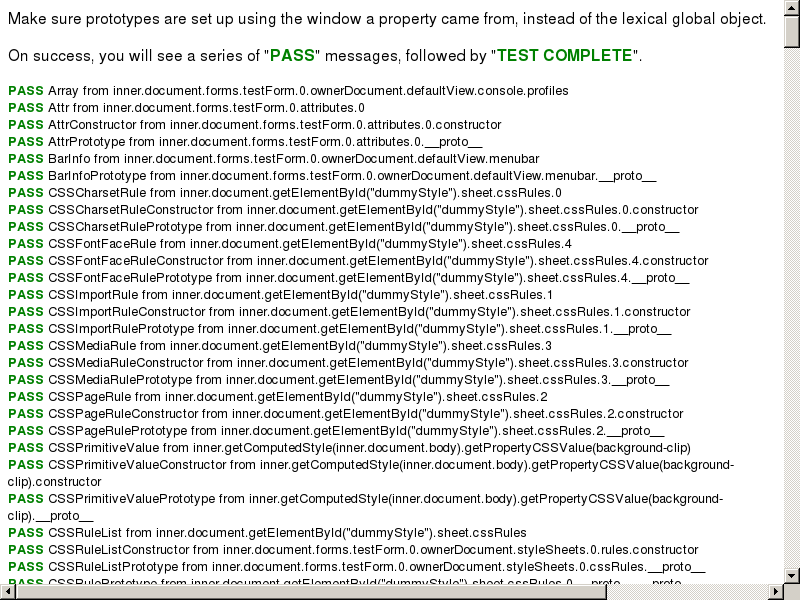 Make sure prototypes are set up using the window a property came from, instead of the lexical global object.
On success, you will see a series of "PASS" messages, followed by "TEST COMPLETE".
PASS Array from inner.document.forms.testForm.0.ownerDocument.defaultView.console.profiles
PASS Attr from inner.document.forms.testForm.0.attributes.0
PASS AttrConstructor from inner.document.forms.testForm.0.attributes.0.constructor
PASS AttrPrototype from inner.document.forms.testForm.0.attributes.0.__proto__
PASS BarInfo from inner.document.forms.testForm.0.ownerDocument.defaultView.menubar
PASS BarInfoPrototype from inner.document.forms.testForm.0.ownerDocument.defaultView.menubar.__proto__
PASS CSSCharsetRule from inner.document.getElementById("dummyStyle").sheet.cssRules.0
PASS CSSCharsetRuleConstructor from inner.document.getElementById("dummyStyle").sheet.cssRules.0.constructor
PASS CSSCharsetRulePrototype from inner.document.getElementById("dummyStyle").sheet.cssRules.0.__proto__
PASS CSSFontFaceRule from inner.document.getElementById("dummyStyle").sheet.cssRules.4
PASS CSSFontFaceRuleConstructor from inner.document.getElementById("dummyStyle").sheet.cssRules.4.constructor
PASS CSSFontFaceRulePrototype from inner.document.getElementById("dummyStyle").sheet.cssRules.4.__proto__
PASS CSSImportRule from inner.document.getElementById("dummyStyle").sheet.cssRules.1
PASS CSSImportRuleConstructor from inner.document.getElementById("dummyStyle").sheet.cssRules.1.constructor
PASS CSSImportRulePrototype from inner.document.getElementById("dummyStyle").sheet.cssRules.1.__proto__
PASS CSSMediaRule from inner.document.getElementById("dummyStyle").sheet.cssRules.3
PASS CSSMediaRuleConstructor from inner.document.getElementById("dummyStyle").sheet.cssRules.3.constructor
PASS CSSMediaRulePrototype from inner.document.getElementById("dummyStyle").sheet.cssRules.3.__proto__
PASS CSSPageRule from inner.document.getElementById("dummyStyle").sheet.cssRules.2
PASS CSSPageRuleConstructor from inner.document.getElementById("dummyStyle").sheet.cssRules.2.constructor
PASS CSSPageRulePrototype from inner.document.getElementById("dummyStyle").sheet.cssRules.2.__proto__
PASS CSSPrimitiveValue from inner.getComputedStyle(inner.document.body).getPropertyCSSValue(background-clip)
PASS CSSPrimitiveValueConstructor from inner.getComputedStyle(inner.document.body).getPropertyCSSValue(background-
clip).constructor
PASS CSSPrimitiveValuePrototype from inner.getComputedStyle(inner.document.body).getPropertyCSSValue(background-
clip).__proto__
PASS CSSRuleList from inner.document.getElementById("dummyStyle").sheet.cssRules
PASS CSSRuleListConstructor from inner.document.forms.testForm.0.ownerDocument.styleSheets.0.rules.constructor
PASS CSSRuleListPrototype from inner.document.forms.testForm.0.ownerDocument.styleSheets.0.cssRules.__proto__
PASS CSSRulePrototype from inner.document.getElementById("dummyStyle").sheet.cssRules.0.__proto__.__proto__